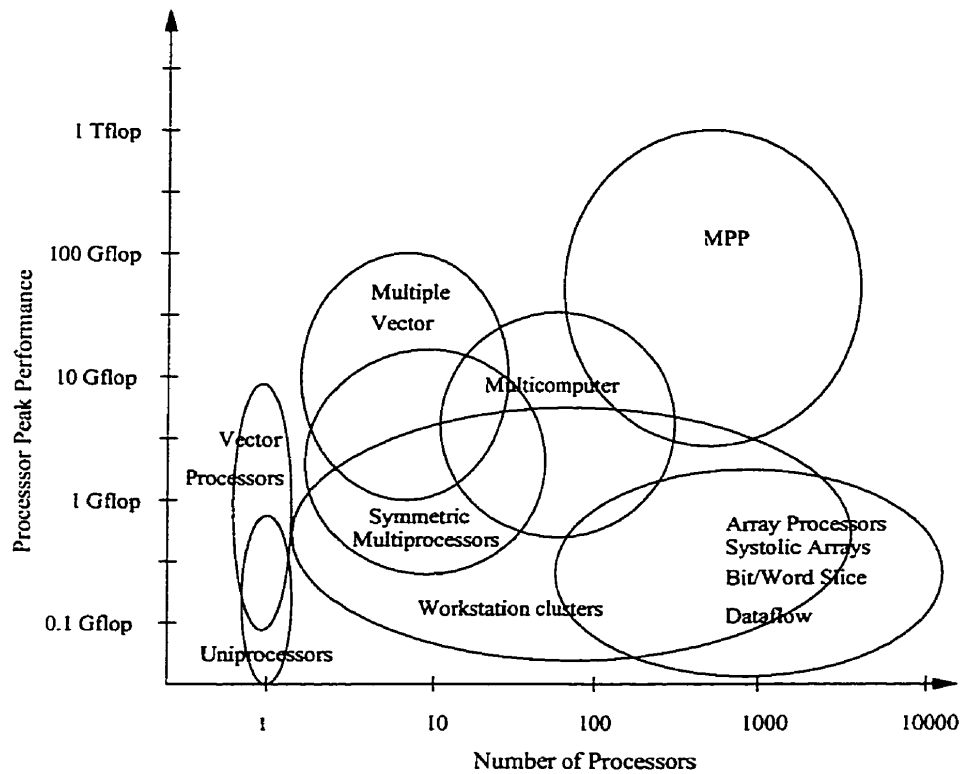 1 Tflop
100 Gflop
10 Gflop
1 Gflop
0.1 Gflop
Processsor Peak Performance
MPP
Multiple
Vector
Multicomputer
Vector
Processors
Symmetric
Multiprocessors
Array Processors
Systolic Arrays
Bit/Word Slice
Dataflow
Workstation clusters
Uniprocessors
1
10
100
1000
10000
Number of Processors